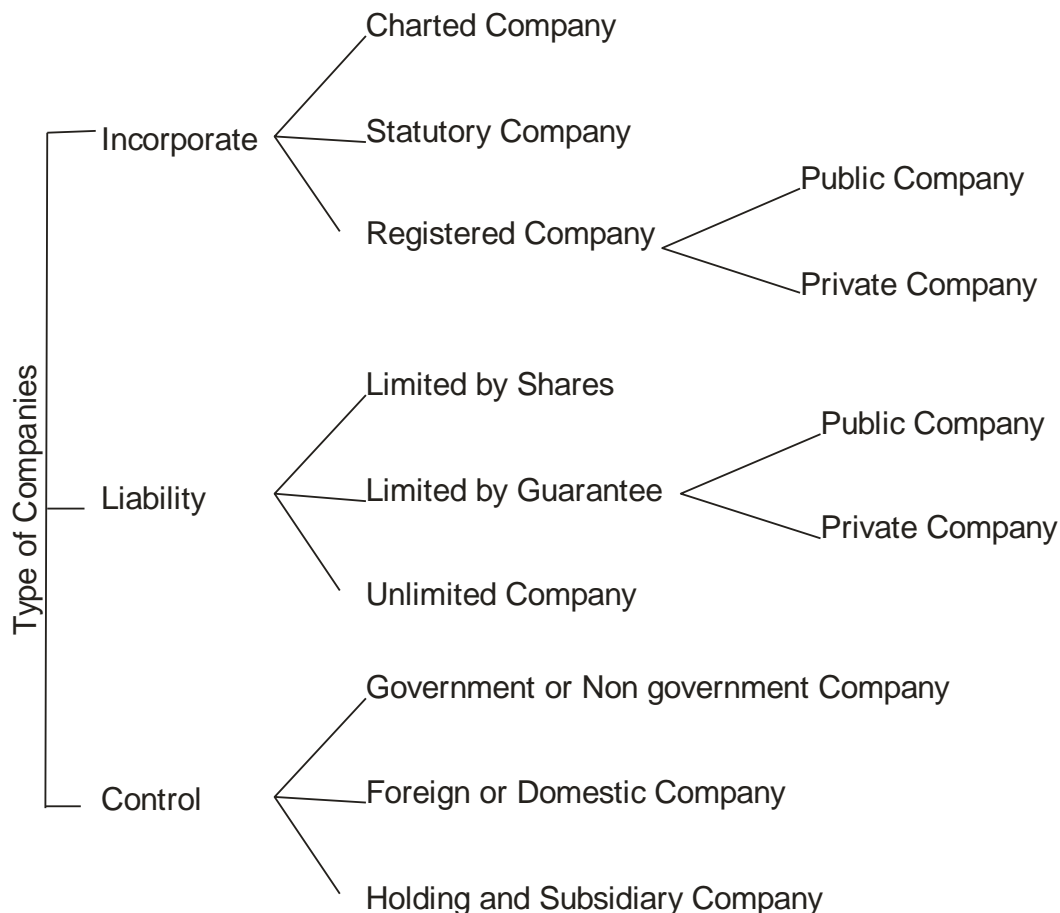 Type of Companies
Incorporate
Charted Company
Statutory Company
Registered Company
Public Company
Private Company
Liability
Limited by Shares
Limited by Guarantee
Public Company
Private Company
Unlimited Company
Control
Government or Non government Company
Foreign or Domestic Company
Holding and Subsidiary Company